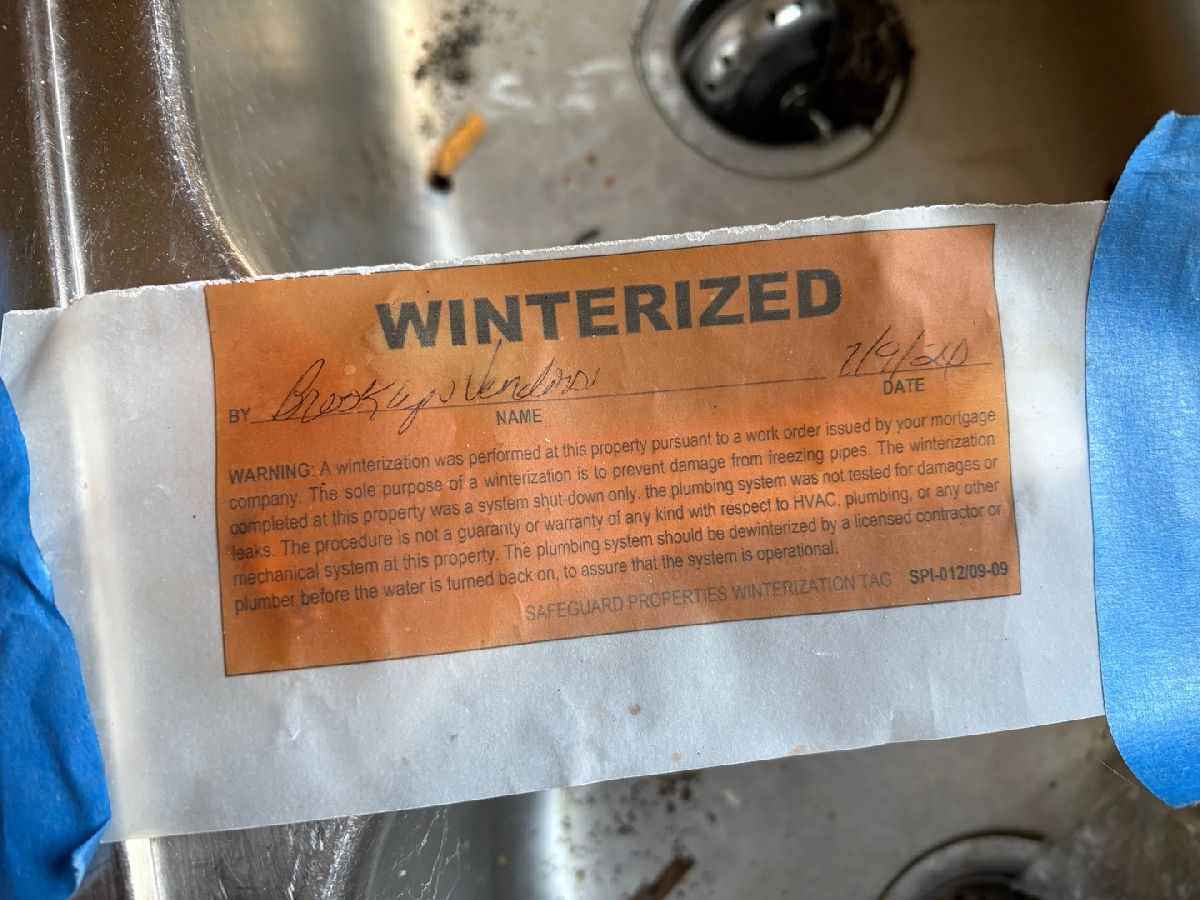 WINTERIZED
BY Brooklyn Vendors 7/9/20
NAME DATE
WARNING: A winterization was performed at this property pursuant to a work order issued by your mortgage
company. The sole purpose of a winterization is to prevent damage from freezing pipes. The winterization
completed at this property was a system shut-down only. the plumbing system was not tested for damages or
leaks. The procedure is not a guaranty or warranty of any kind with respect to HVAC, plumbing, or any other
mechanical system at this property. The plumbing system should be dewinterized by a licensed contractor or
plumber before the water is turned back on, to assure that the system is operational.
SAFEGUARD PROPERTIES WINTERIZATION TAG SPI-012/09-09